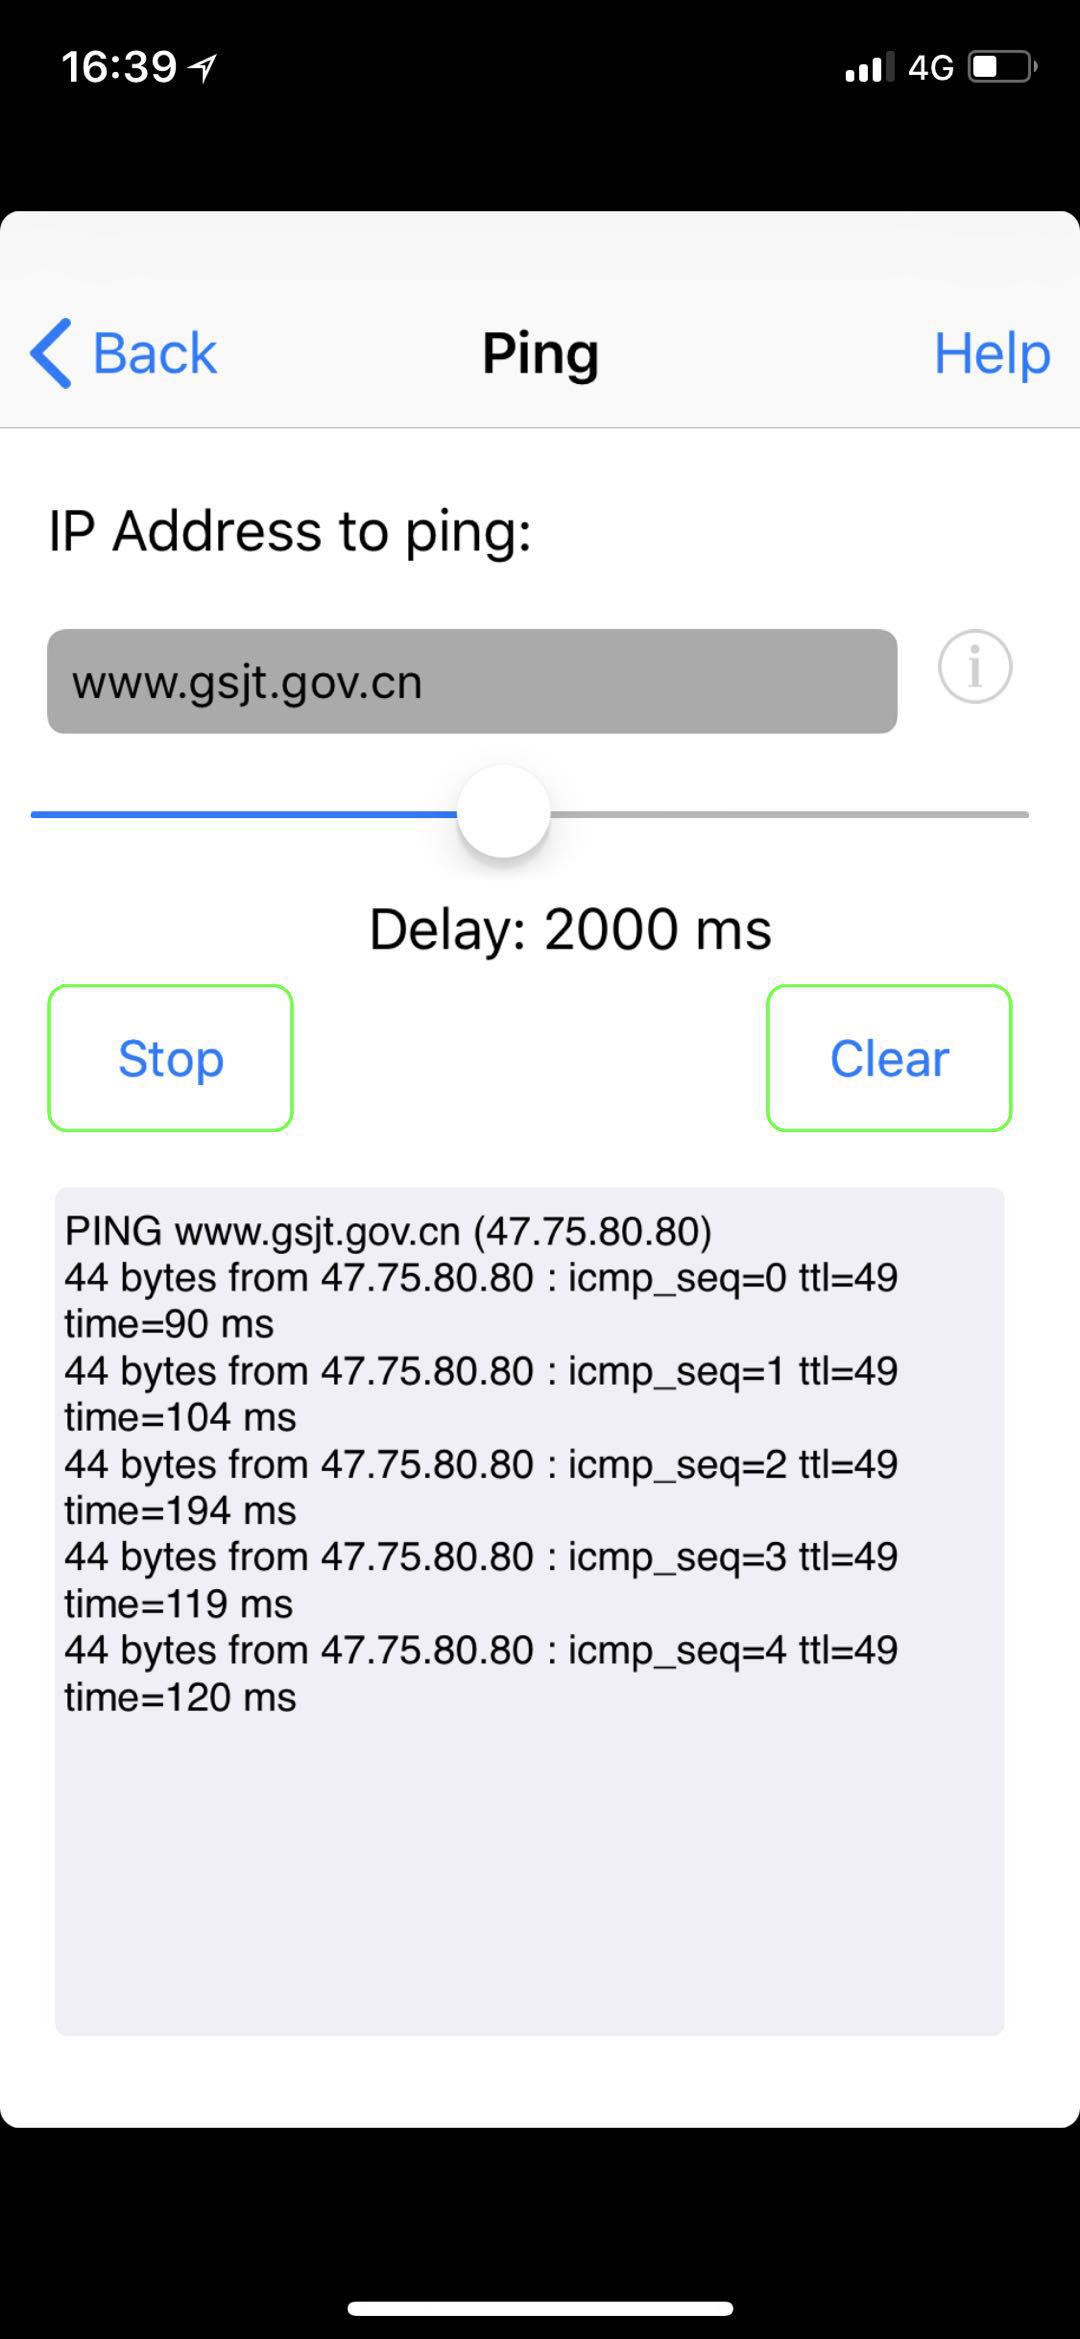 16:39
4G
Back
Ping
Help
IP Address to ping:
www.gsjt.gov.cn
i
Delay: 2000 ms
Stop
Clear
PING www.gsjt.gov.cn (47.75.80.80)
44 bytes from 47.75.80.80 : icmp_seq=0 ttl=49
time=90 ms
44 bytes from 47.75.80.80 : icmp_seq=1 ttl=49
time=104 ms
44 bytes from 47.75.80.80 : icmp_seq=2 ttl=49
time=194 ms
44 bytes from 47.75.80.80 : icmp_seq=3 ttl=49
time=119 ms
44 bytes from 47.75.80.80 : icmp_seq=4 ttl=49
time=120 ms